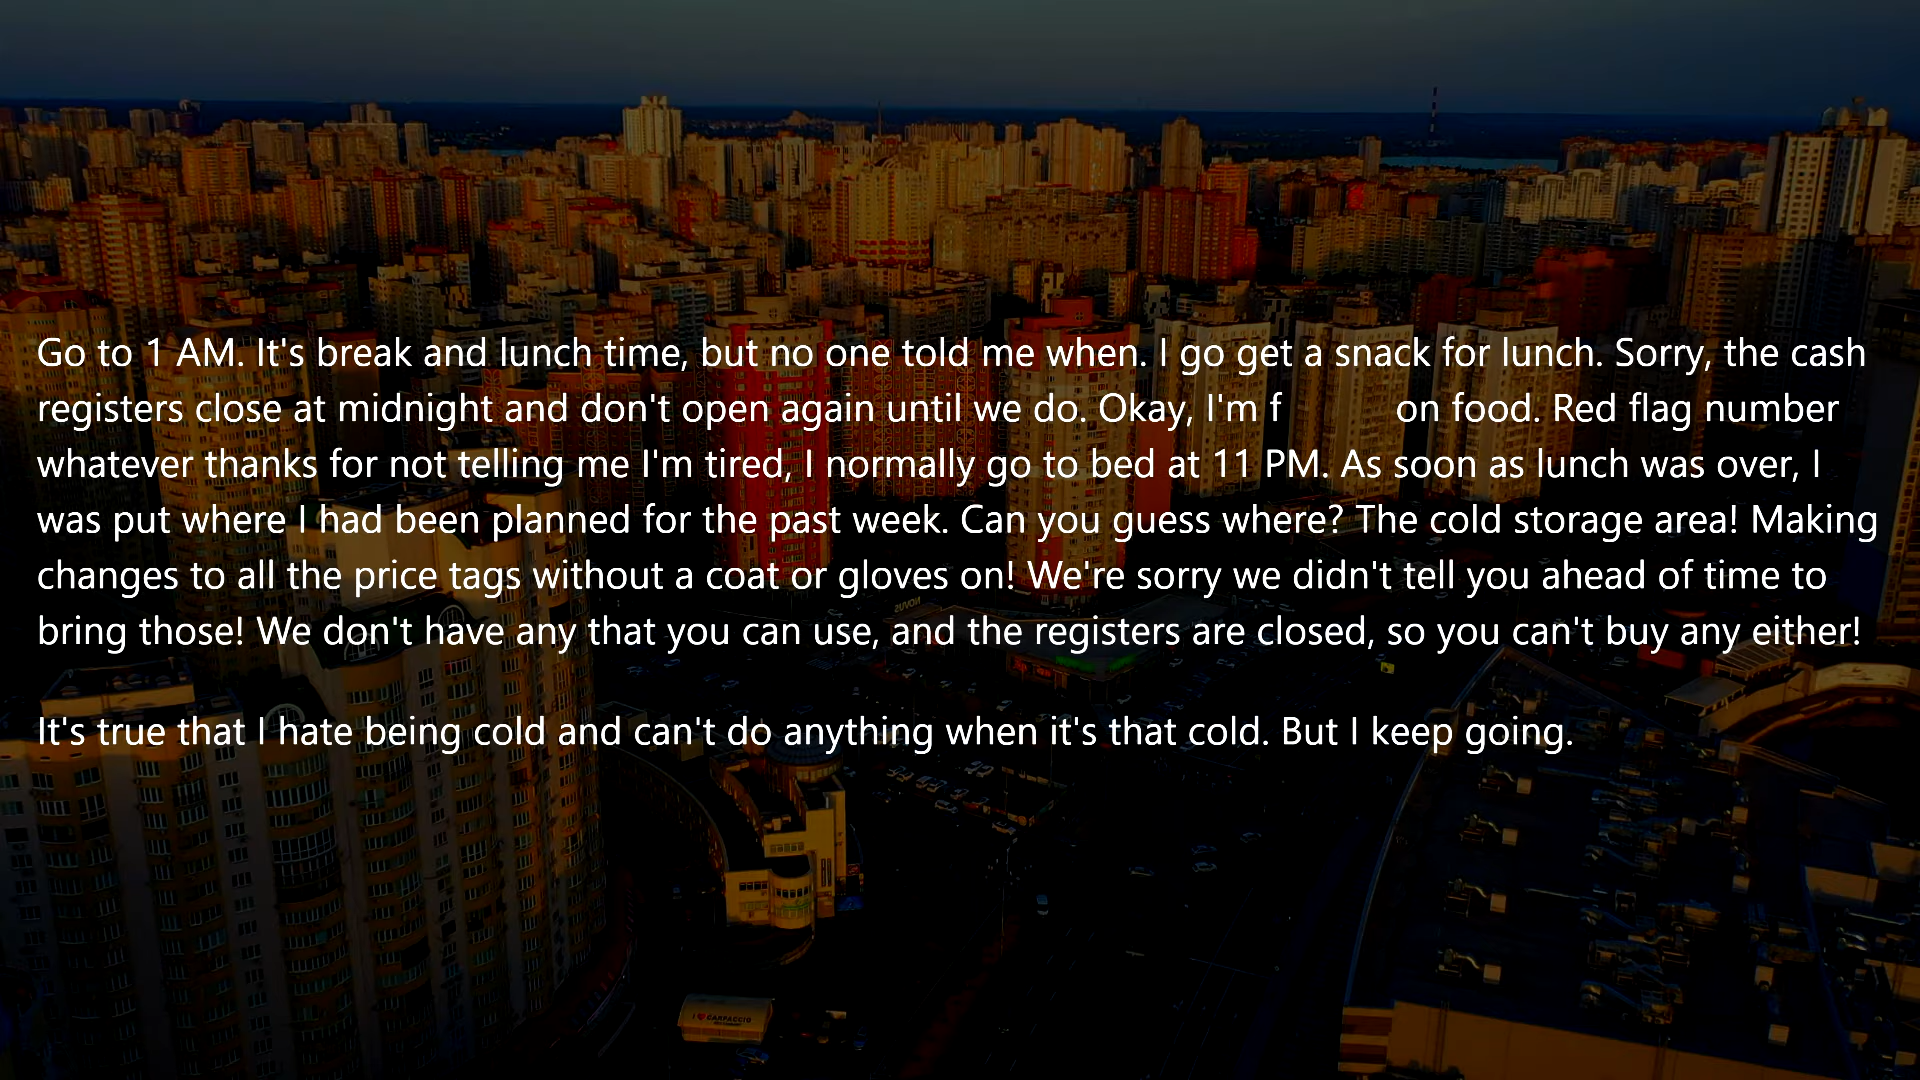 Go to 1 AM. It's break and lunch time, but no one told me when. I go get a snack for lunch. Sorry, the cash
registers close at midnight and don't open again until we do. Okay, I'm f on food. Red flag number
whatever thanks for not telling me I'm tired, I normally go to bed at 11 PM. As soon as lunch was over, I
was put where I had been planned for the past week. Can you guess where? The cold storage area! Making
changes to all the price tags without a coat or gloves on! We're sorry we didn't tell you ahead of time to
bring those! We don't have any that you can use, and the registers are closed, so you can't buy any either!
It's true that I hate being cold and can't do anything when it's that cold. But I keep going.
NOVUS
I ❤ CARPACCIO